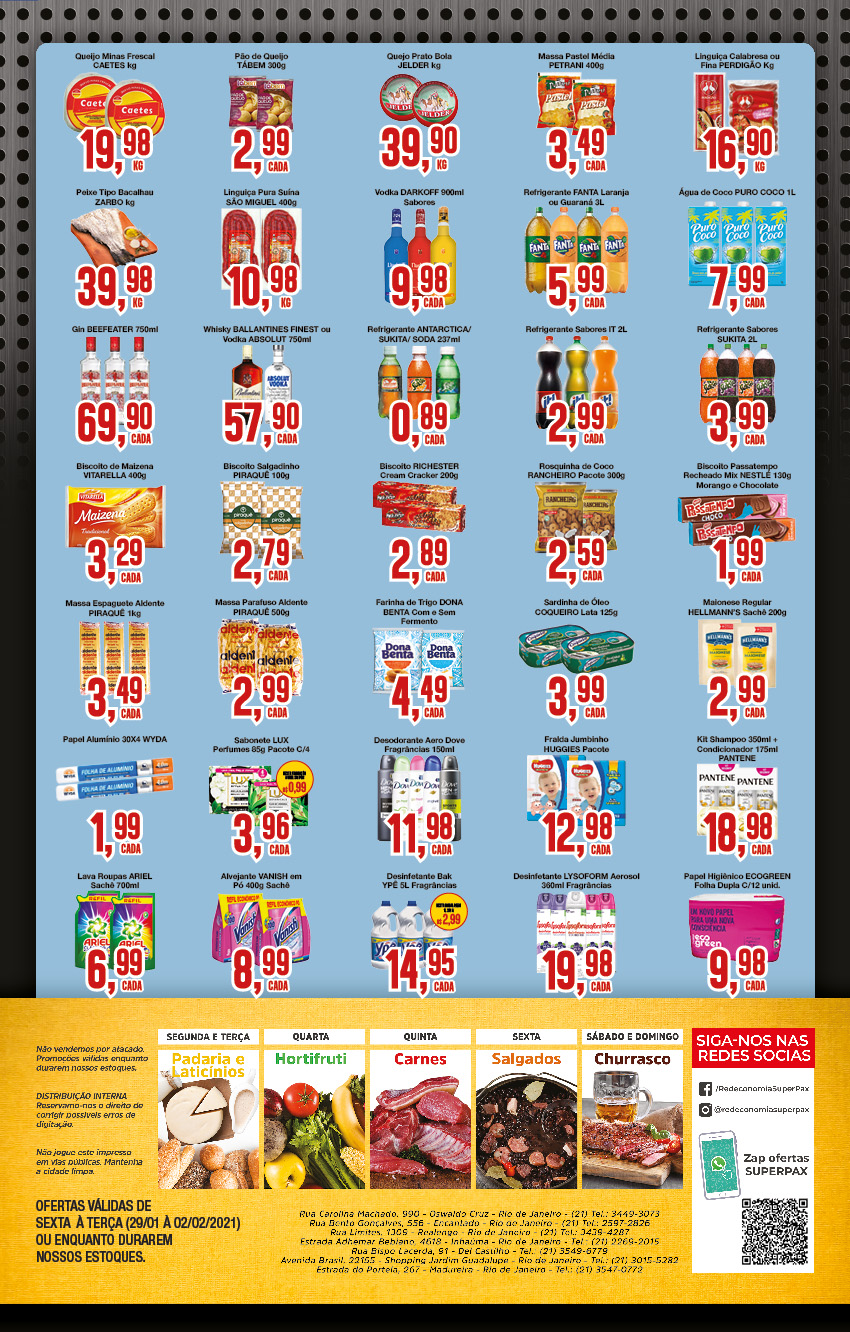 Queijo Minas Frescal
CAETES kg
19,98
KG
Pão de Queijo
TÁBEM 300g
2,99
CADA
Quejo Prato Bola
JELDER kg
39,90
KG
Massa Pastel Média
PETRANI 400g
3,49
CADA
Linguiça Calabresa ou
Fina PERDIGÃO Kg
16,90
KG
Peixe Tipo Bacalhau
ZARBO kg
39,98
KG
Linguiça Pura Suína
SÃO MIGUEL 400g
10,98
KG
Vodka DARKOFF 900ml
Sabores
9,98
CADA
Refrigerante FANTA Laranja
ou Guaraná 3L
5,99
CADA
Água de Coco PURO COCO 1L
7,99
CADA
Gin BEEFEATER 750ml
69,90
CADA
Whisky BALLANTINES FINEST ou
Vodka ABSOLUT 750ml
57,90
CADA
Refrigerante ANTARCTICA/
SUKITA/ SODA 237ml
0,89
CADA
Refrigerante Sabores IT 2L
2,99
CADA
Refrigerante Sabores
SUKITA 2L
3,99
CADA
Biscoito de Maizena
VITARELLA 400g
3,29
CADA
Biscoito Salgadinho
PIRAQUÊ 100g
2,79
CADA
Biscoito RICHESTER
Cream Cracker 200g
2,89
CADA
Rosquinha de Coco
RANCHEIRO Pacote 300g
2,59
CADA
Biscoito Passatempo
Recheado Mix NESTLÉ 130g
Morango e Chocolate
1,99
CADA
Massa Espaguete Aldente
PIRAQUÊ 1kg
3,49
CADA
Massa Parafuso Aldente
PIRAQUÊ 500g
2,99
CADA
Farinha de Trigo DONA
BENTA Com e Sem
Fermento
4,49
CADA
Sardinha de Óleo
COQUEIRO Lata 125g
3,99
CADA
Maionese Regular
HELLMANN'S Sachê 200g
2,99
CADA
Papel Alumínio 30X4 WYDA
1,99
CADA
Sabonete LUX
Perfumes 85g Pacote C/4
R$0,99
3,96
CADA
Desodorante Aero Dove
Fragrâncias 150ml
11,98
CADA
Fralda Jumbinho
HUGGIES Pacote
12,98
CADA
Kit Shampoo 350ml +
Condicionador 175ml
PANTENE
18,98
CADA
Lava Roupas ARIEL
Sachê 700ml
6,99
CADA
Alvejante VANISH em
Pó 400g Sachê
8,99
CADA
Desinfetante Bak
YPÊ 5L Fragrâncias
R$2,99
14,95
CADA
Desinfetante LYSOFORM Aerosol
360ml Fragrâncias
19,98
CADA
Papel Higiênico ECOGREEN
Folha Dupla C/12 unid.
9,98
CADA
Não vendemos por atacado.
Promoções válidas enquanto
durarem nossos estoques.
DISTRIBUIÇÃO INTERNA
Reservamo-nos o direito de
corrigir possíveis erros de
digitação.
Não jogue este impresso
em vias públicas. Mantenha
a cidade limpa.
SEGUNDA E TERÇA
Padaria e
Laticínios
QUARTA
Hortifruti
QUINTA
Carnes
SEXTA
Salgados
SÁBADO E DOMINGO
Churrasco
SIGA-NOS NAS
REDES SOCIAS
/RedeconomiaSuperPax
@redeconomiasuperpax
Zap ofertas
SUPERPAX
OFERTAS VÁLIDAS DE
SEXTA À TERÇA (29/01 À 02/02/2021)
OU ENQUANTO DURAREM
NOSSOS ESTOQUES.
Rua Carolina Machado, 990 - Oswaldo Cruz - Rio de Janeiro - (21) Tel.: 3449-3073
Rua Bento Gonçalves, 556 - Encantado - Rio de Janeiro - (21) Tel.: 2597-2826
Rua Limites, 1309 - Realengo - Rio de Janeiro - (21) Tel.: 3439-4287
Estrada Adhemar Bebiano, 4618 - Inhaúma - Rio de Janeiro - Tel.: (21) 2269-2015
Rua Bispo Lacerda, 91 - Del Castilho - Tel.: (21) 3549-6779
Avenida Brasil, 22155 - Shopping Jardim Guadalupe - Rio de Janeiro - Tel.: (21) 3015-5282
Estrada do Portela, 267 - Madureira - Rio de Janeiro - Tel.: (21) 3547-0772